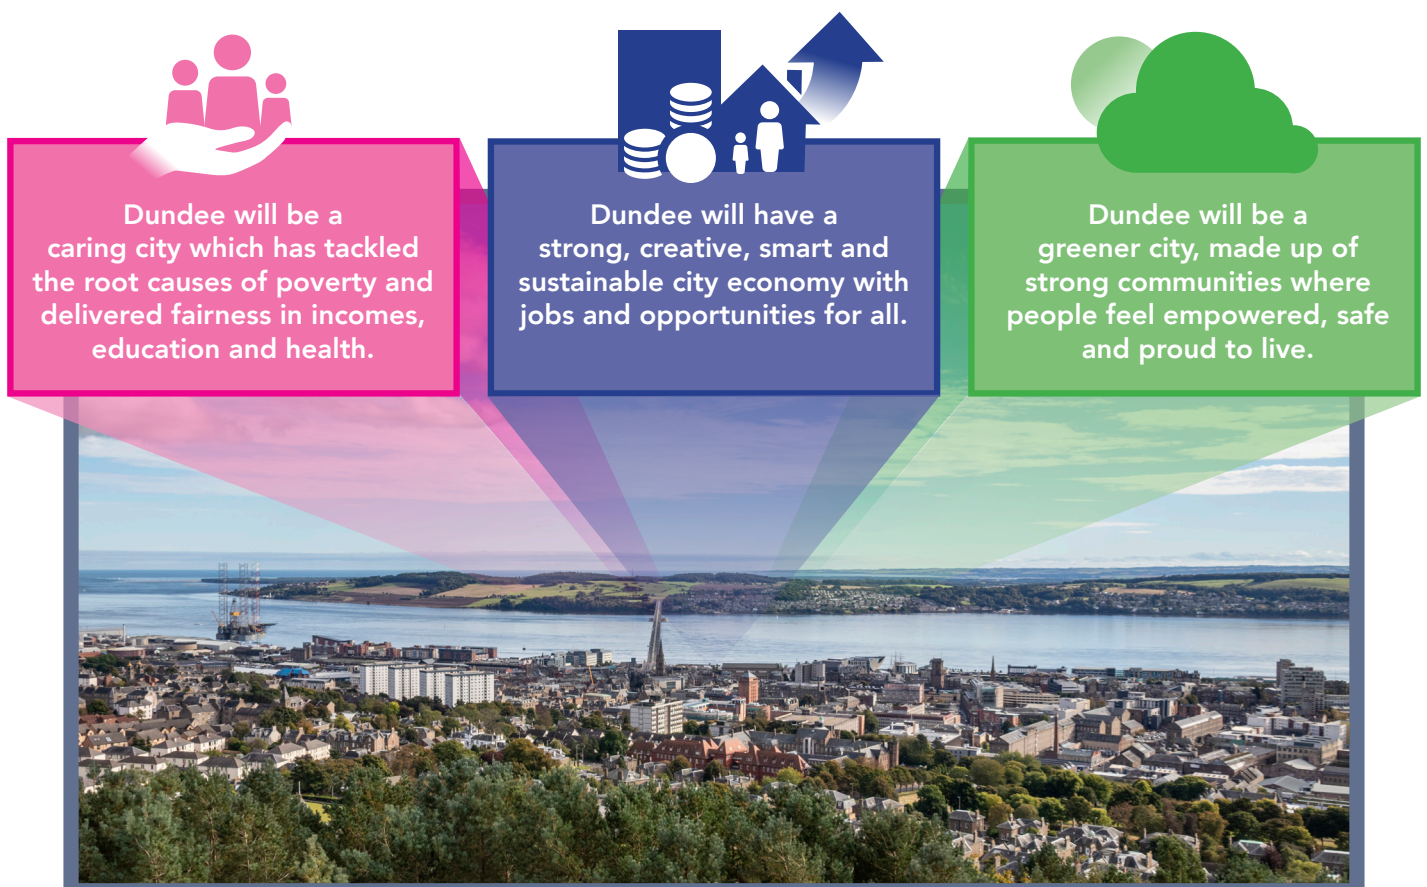 Dundee will be a
caring city which has tackled
the root causes of poverty and
delivered fairness in incomes,
education and health.
Dundee will have a
strong, creative, smart and
sustainable city economy with
jobs and opportunities for all.
Dundee will be a
greener city, made up of
strong communities where
people feel empowered, safe
and proud to live.